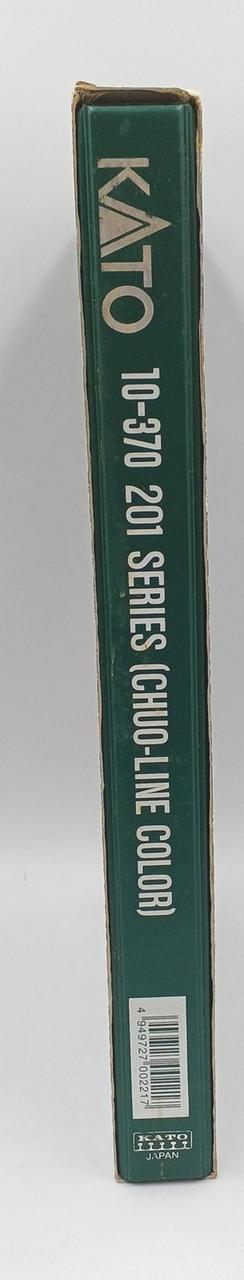 KATO
10-370 201 SERIES (CHUO-LINE COLOR)
4 949727 002217
KATO
JAPAN